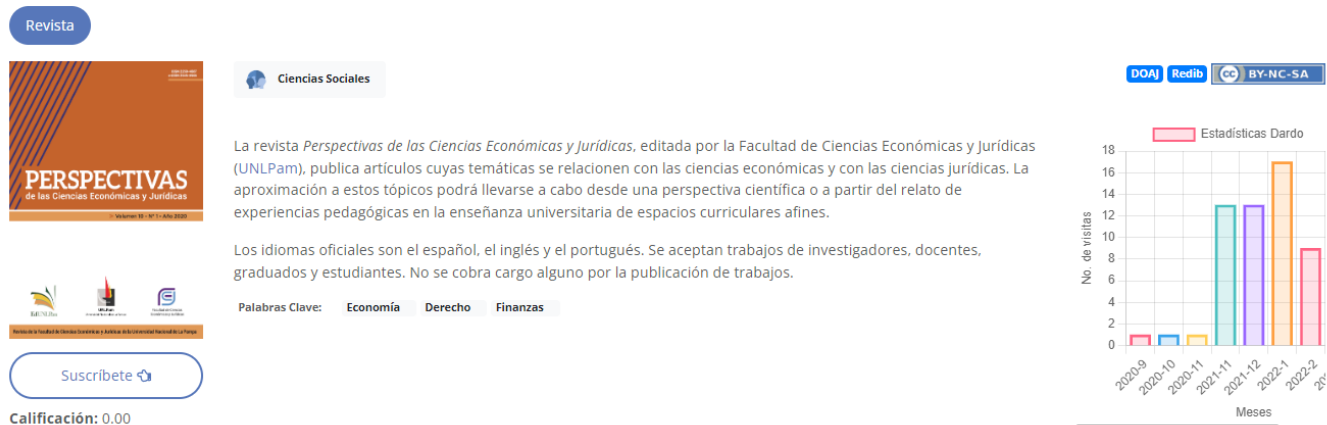 Revista
PERSPECTIVAS
de las Ciencias Económicas y Jurídicas
Volumen 10 • N° 1 • Año 2020
EdUNLPam
Suscríbete
Calificación: 0.00
Ciencias Sociales
La revista Perspectivas de las Ciencias Económicas y Jurídicas, editada por la Facultad de Ciencias Económicas y Jurídicas
(UNLPam), publica artículos cuyas temáticas se relacionen con las ciencias económicas y con las ciencias jurídicas. La
aproximación a estos tópicos podrá llevarse a cabo desde una perspectiva científica o a partir del relato de
experiencias pedagógicas en la enseñanza universitaria de espacios curriculares afines.
Los idiomas oficiales son el español, el inglés y el portugués. Se aceptan trabajos de investigadores, docentes,
graduados y estudiantes. No se cobra cargo alguno por la publicación de trabajos.
Palabras Clave: Economía Derecho Finanzas
DOAJ Redib CC BY-NC-SA
Estadísticas Dardo
18
16
14
12
10
8
6
4
2
0
No. de visitas
2020-9 2020-10 2020-11 2021-11 2021-12 2022-1 2022-2
Meses